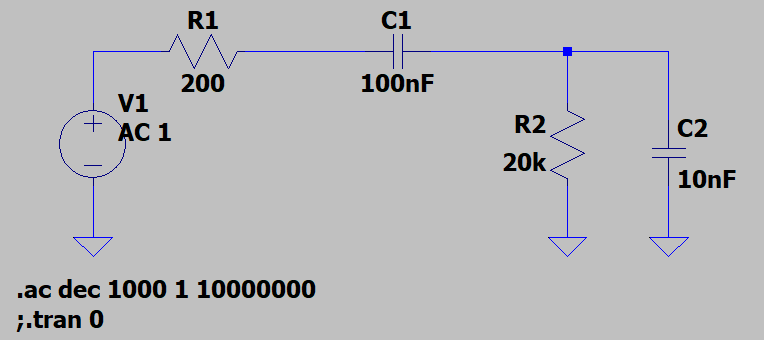 R1
200
C1
100nF
V1
AC 1
R2
20k
C2
10nF
.ac dec 1000 1 10000000
;.tran 0